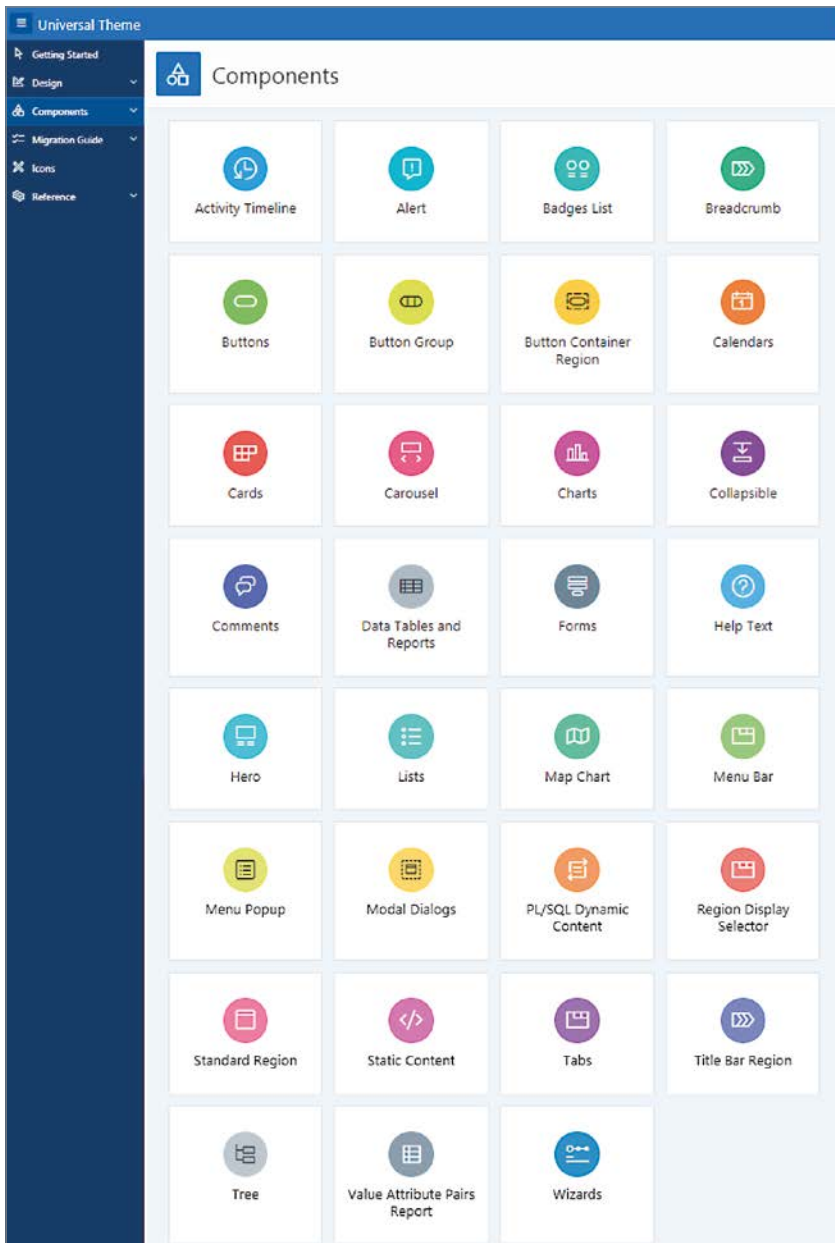 Universal Theme
Getting Started
Design
Components
Migration Guide
Icons
Reference
Components
Activity Timeline
Alert
Badges List
Breadcrumb
Buttons
Button Group
Button Container
Region
Calendars
1
Cards
Carousel
Charts
Collapsible
Comments
Data Tables and
Reports
Forms
Help Text
Hero
Lists
Map Chart
Menu Bar
Menu Popup
Modal Dialogs
PL/SQL Dynamic
Content
Region Display
Selector
Standard Region
Static Content
Tabs
Title Bar Region
Tree
Value Attribute Pairs
Report
Wizards